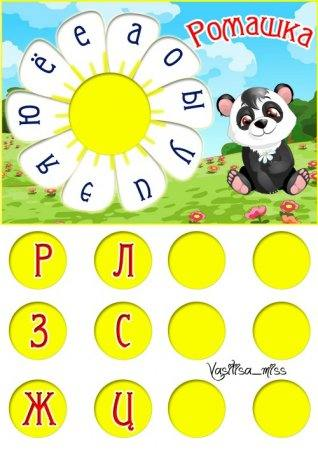 Ромашка
а
о
ы
у
и
э
я
ю
ё
е
Р Л
З С
Vasilisa_miss
Ж Ц